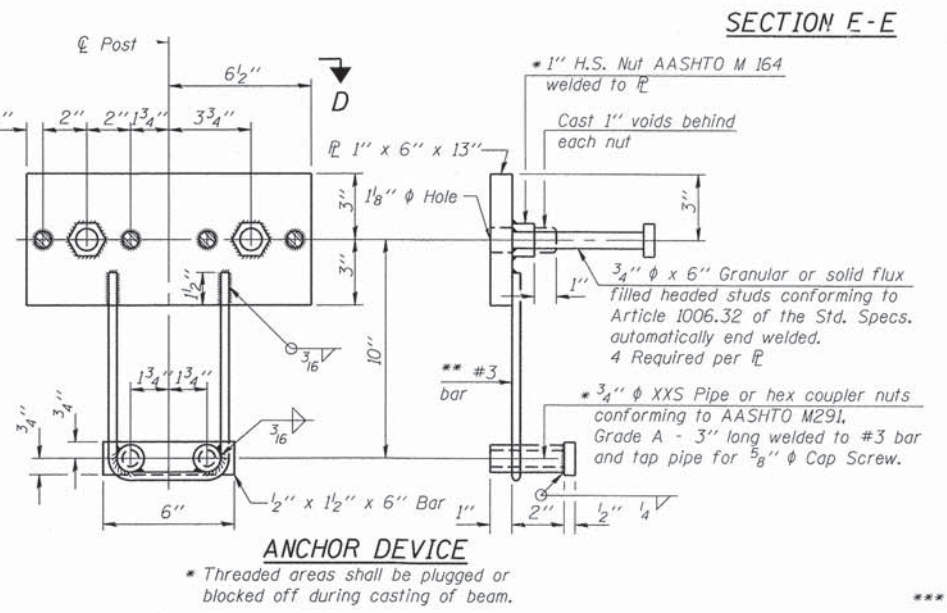 SECTION E-E
℄ Post
6½"
D
"
2"
2"
1¾"
3¾"
* 1" H.S. Nut AASHTO M 164
welded to ℞
Cast 1" voids behind
each nut
℞ 1" x 6" x 13"
1⅛" ϕ Hole
3"
3"
3"
1½"
1"
¾" ϕ x 6" Granular or solid flux
filled headed studs conforming to
Article 1006.32 of the Std. Specs.
automatically end welded.
4 Required per ℞
3/16
10"
** #3
bar
1¾"
1¾"
3/16
¾"
¾"
* ¾" ϕ XXS Pipe or hex coupler nuts
conforming to AASHTO M291,
Grade A - 3" long welded to #3 bar
and tap pipe for ⅝" ϕ Cap Screw.
½" x 1½" x 6" Bar
6"
1"
2"
½"
¼
ANCHOR DEVICE
* Threaded areas shall be plugged or
blocked off during casting of beam.
***